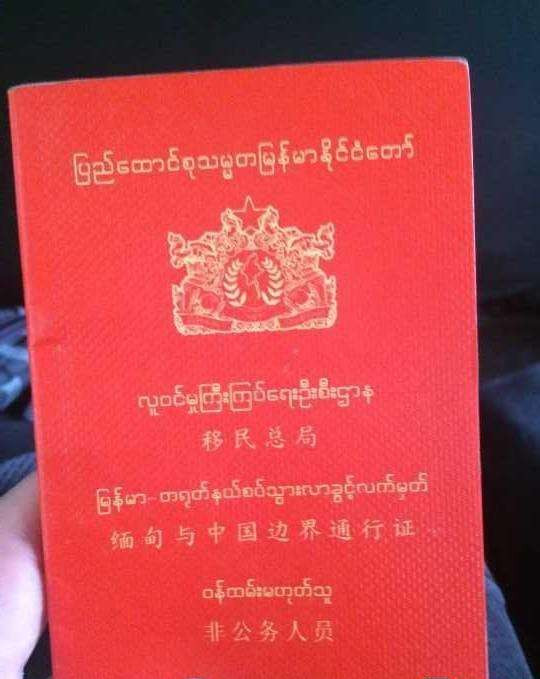 ပြည်ထောင်စုသမ္မတမြန်မာနိုင်ငံတော်
လူဝင်မှုကြီးကြပ်ရေးဦးစီးဌာန
移民总局
မြန်မာ-တရုတ်နယ်စပ်သွားလာခွင့်လက်မှတ်
缅甸与中国边界通行证
ဝန်ထမ်းမဟုတ်သူ
非公务人员